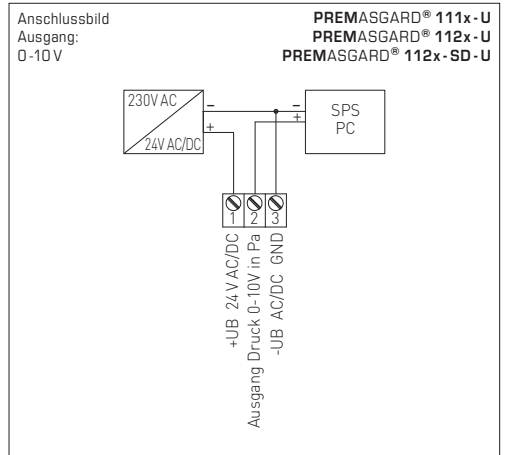 Anschlussbild
Ausgang:
0-10 V
PREMASGARD® 111x-U
PREMASGARD® 112x-U
PREMASGARD® 112x-SD-U
230V AC
24V AC/DC
–
+
–
+
SPS
PC
1
2
3
+UB 24 V AC/DC
Ausgang Druck 0-10V in Pa
-UB AC/DC GND